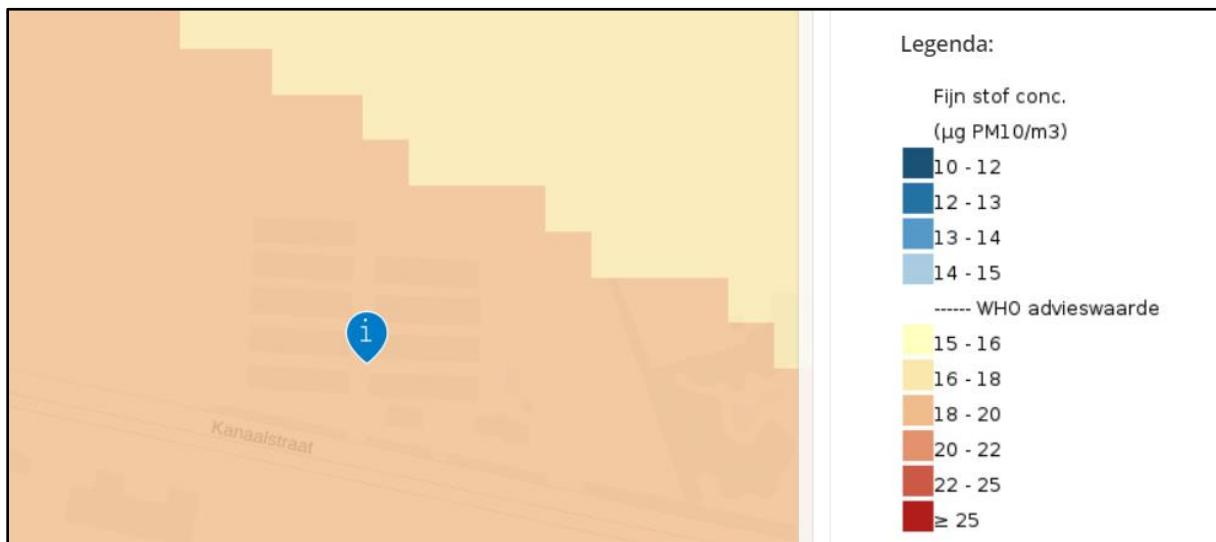 i
Kanaalstraat
Legenda:
Fijn stof conc.
(µg PM10/m3)
10 - 12
12 - 13
13 - 14
14 - 15
------ WHO advieswaarde
15 - 16
16 - 18
18 - 20
20 - 22
22 - 25
≥ 25